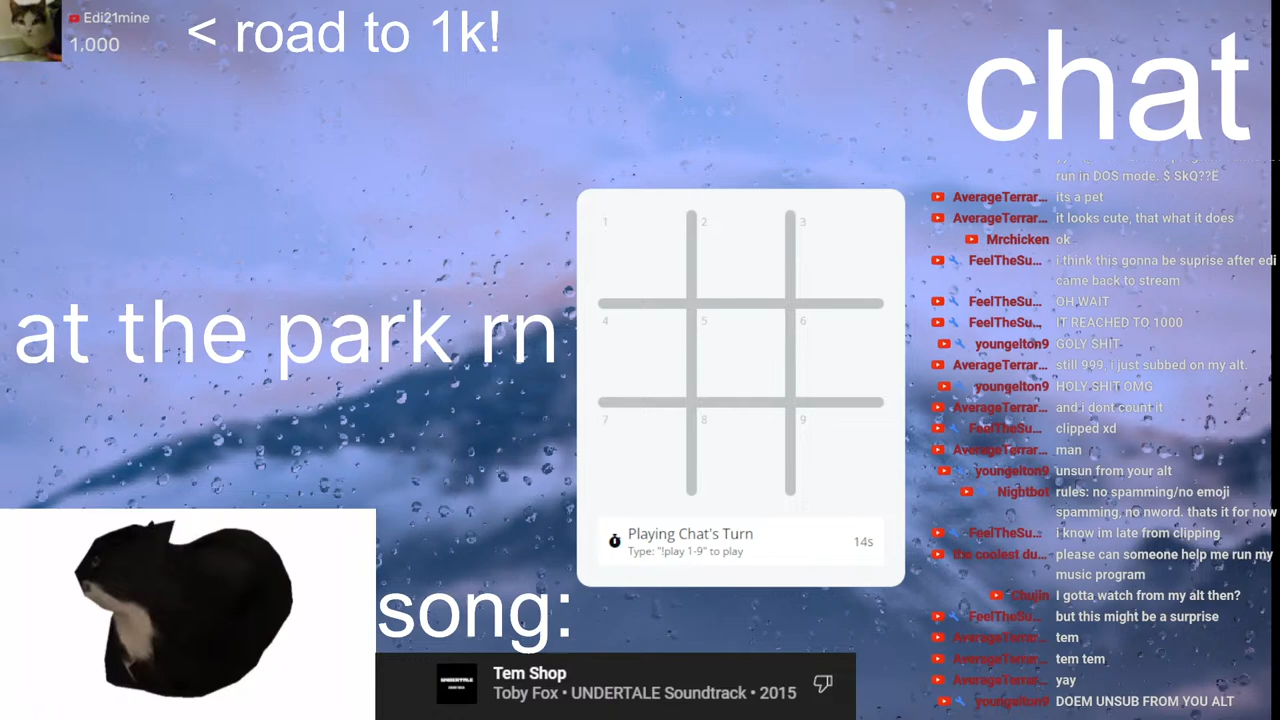 Edi21mine
1,000
< road to 1k!
chat
at the park rn
1
2
3
4
5
6
7
8
9
Playing Chat's Turn
Type: "!play 1-9" to play
14s
song:
UNDERTALE
Tem Shop
Toby Fox • UNDERTALE Soundtrack • 2015
run in DOS mode. $ SkQ??E
AverageTerrar... its a pet
AverageTerrar... it looks cute, that what it does
Mrchicken ok
FeelTheSu... i think this gonna be suprise after edi
came back to stream
FeelTheSu... OH WAIT
FeelTheSu... IT REACHED TO 1000
youngelton9 GOLY SHIT
AverageTerrar... still 999, i just subbed on my alt.
youngelton9 HOLY SHIT OMG
AverageTerrar... and i dont count it
FeelTheSu... clipped xd
AverageTerrar... man
youngelton9 unsun from your alt
Nightbot rules: no spamming/no emoji
spamming, no nword. thats it for now
FeelTheSu... i know im late from clipping
the coolest du... please can someone help me run my
music program
Chujin I gotta watch from my alt then?
FeelTheSu... but this might be a surprise
AverageTerrar... tem
AverageTerrar... tem tem
AverageTerrar... yay
youngelton9 DOEM UNSUB FROM YOU ALT